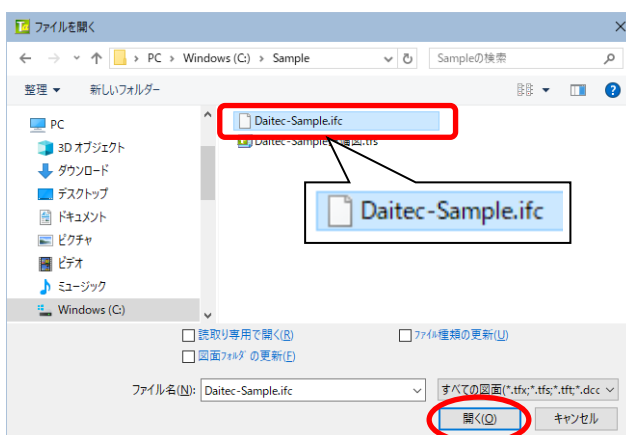 ファイルを開く
PC > Windows (C:) > Sample
Sampleの検索
整理 新しいフォルダー
PC
3D オブジェクト
ダウンロード
デスクトップ
ドキュメント
ピクチャ
ビデオ
ミュージック
Windows (C:)
Daitec-Sample.ifc
Daitec-Sample
図.tfs
Daitec-Sample.ifc
読取り専用で開く(R)
ファイル種類の更新(U)
図面フォルダの更新(F)
ファイル名(N): Daitec-Sample.ifc
すべての図面(*.tfx;*.tfs;*.tft;*.dcc
開く(O) キャンセル